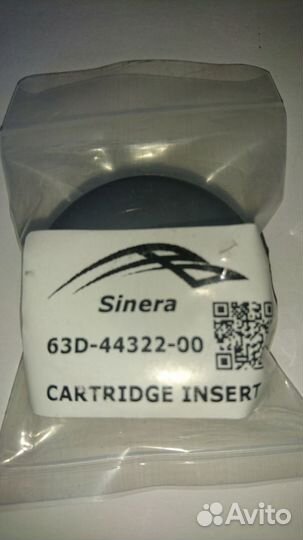 Sinera
63D-44322-00
CARTRIDGE INSERT
Avito